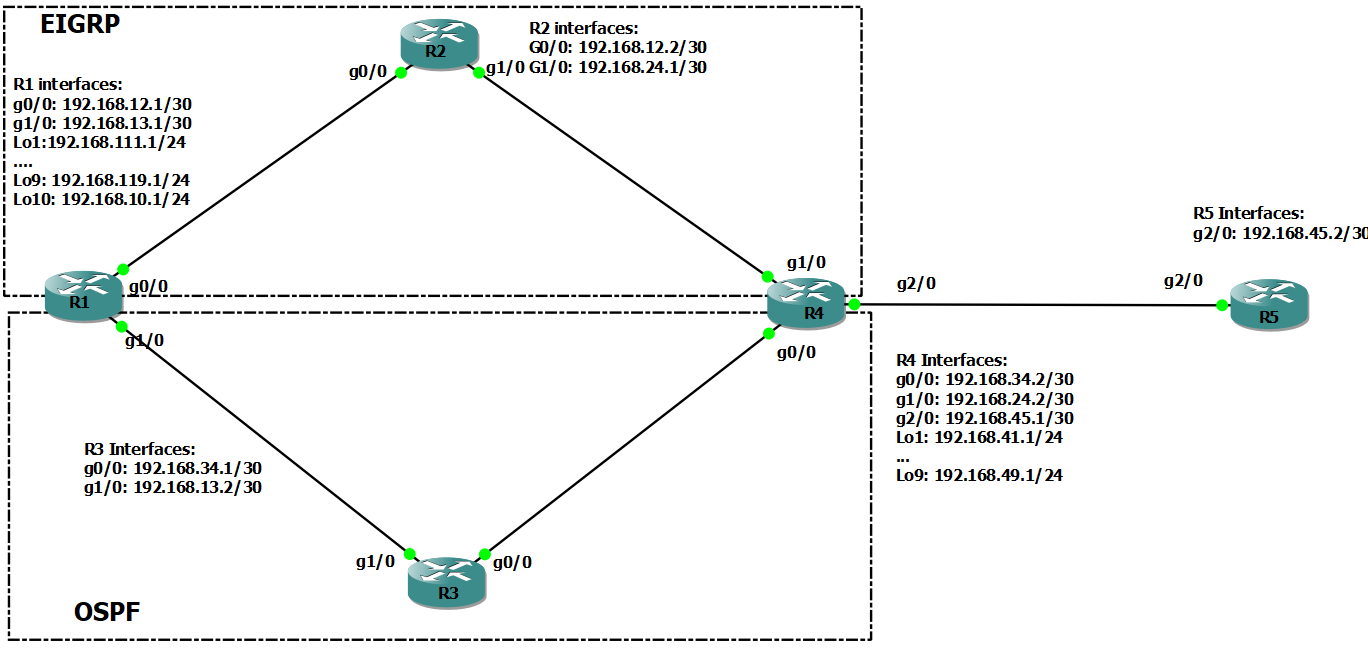 EIGRP
R2
R2 interfaces:
G0/0: 192.168.12.2/30
G1/0: 192.168.24.1/30
g0/0
g1/0
R1 interfaces:
g0/0: 192.168.12.1/30
g1/0: 192.168.13.1/30
Lo1:192.168.111.1/24
....
Lo9: 192.168.119.1/24
Lo10: 192.168.10.1/24
R5 Interfaces:
g2/0: 192.168.45.2/30
g1/0
R1
g0/0
g1/0
R4
g2/0
g2/0
R5
g0/0
R4 Interfaces:
g0/0: 192.168.34.2/30
g1/0: 192.168.24.2/30
g2/0: 192.168.45.1/30
Lo1: 192.168.41.1/24
...
Lo9: 192.168.49.1/24
R3 Interfaces:
g0/0: 192.168.34.1/30
g1/0: 192.168.13.2/30
g1/0
g0/0
R3
OSPF